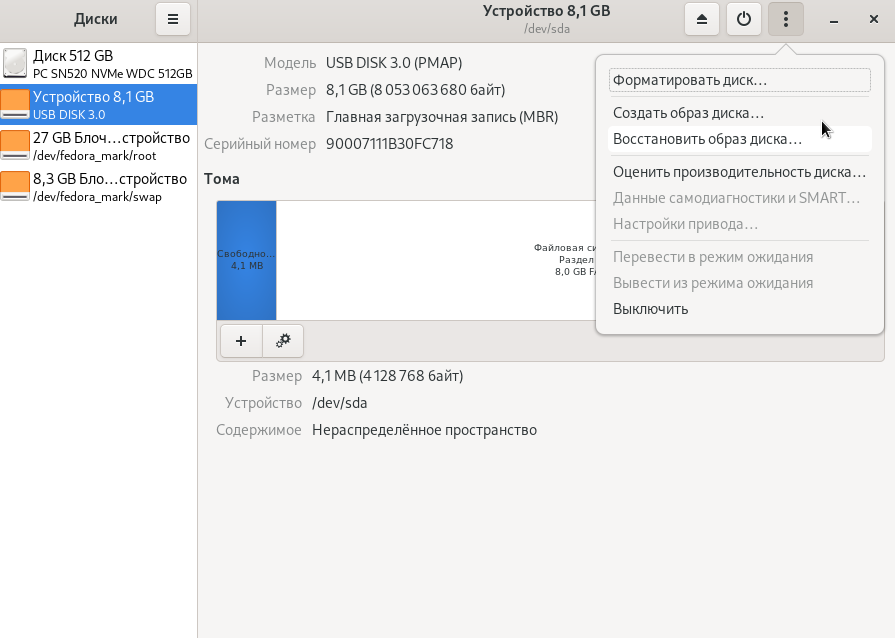 Диски
Устройство 8,1 GB
/dev/sda
Диск 512 GB
PC SN520 NVMe WDC 512GB
Устройство 8,1 GB
USB DISK 3.0
27 GB Блоч…стройство
/dev/fedora_mark/root
8,3 GB Бло…стройство
/dev/fedora_mark/swap
Модель USB DISK 3.0 (PMAP)
Размер 8,1 GB (8 053 063 680 байт)
Разметка Главная загрузочная запись (MBR)
Серийный номер 90007111B30FC718
Тома
Свободно…
4,1 MB
Файловая си
Раздел
8,0 GB FA
Размер 4,1 MB (4 128 768 байт)
Устройство /dev/sda
Содержимое Нераспределённое пространство
Форматировать диск…
Создать образ диска…
Восстановить образ диска…
Оценить производительность диска…
Данные самодиагностики и SMART…
Настройки привода…
Перевести в режим ожидания
Вывести из режима ожидания
Выключить